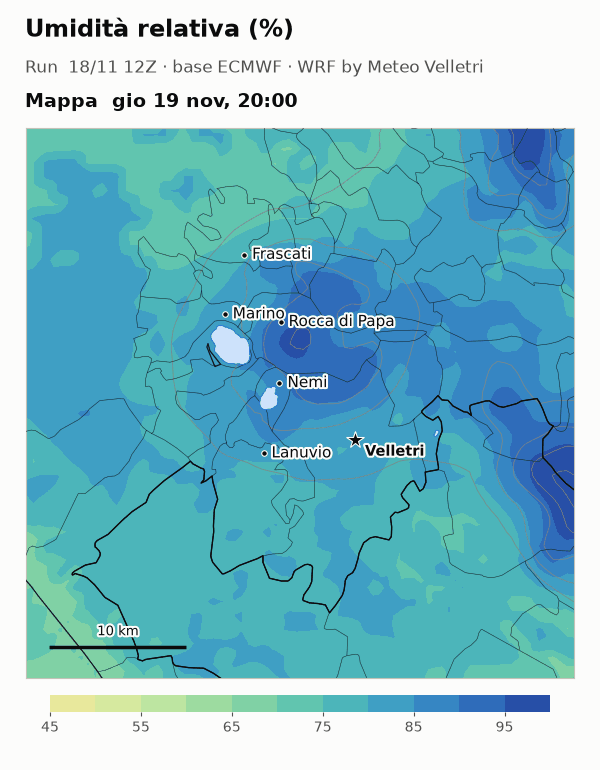 Umidità relativa (%)
Run  18/11 12Z · base ECMWF · WRF by Meteo Velletri
Mappa  gio 19 nov, 20:00
Frascati
Marino
Rocca di Papa
Nemi
Velletri
Lanuvio
10 km
45 55 65 75 85 95